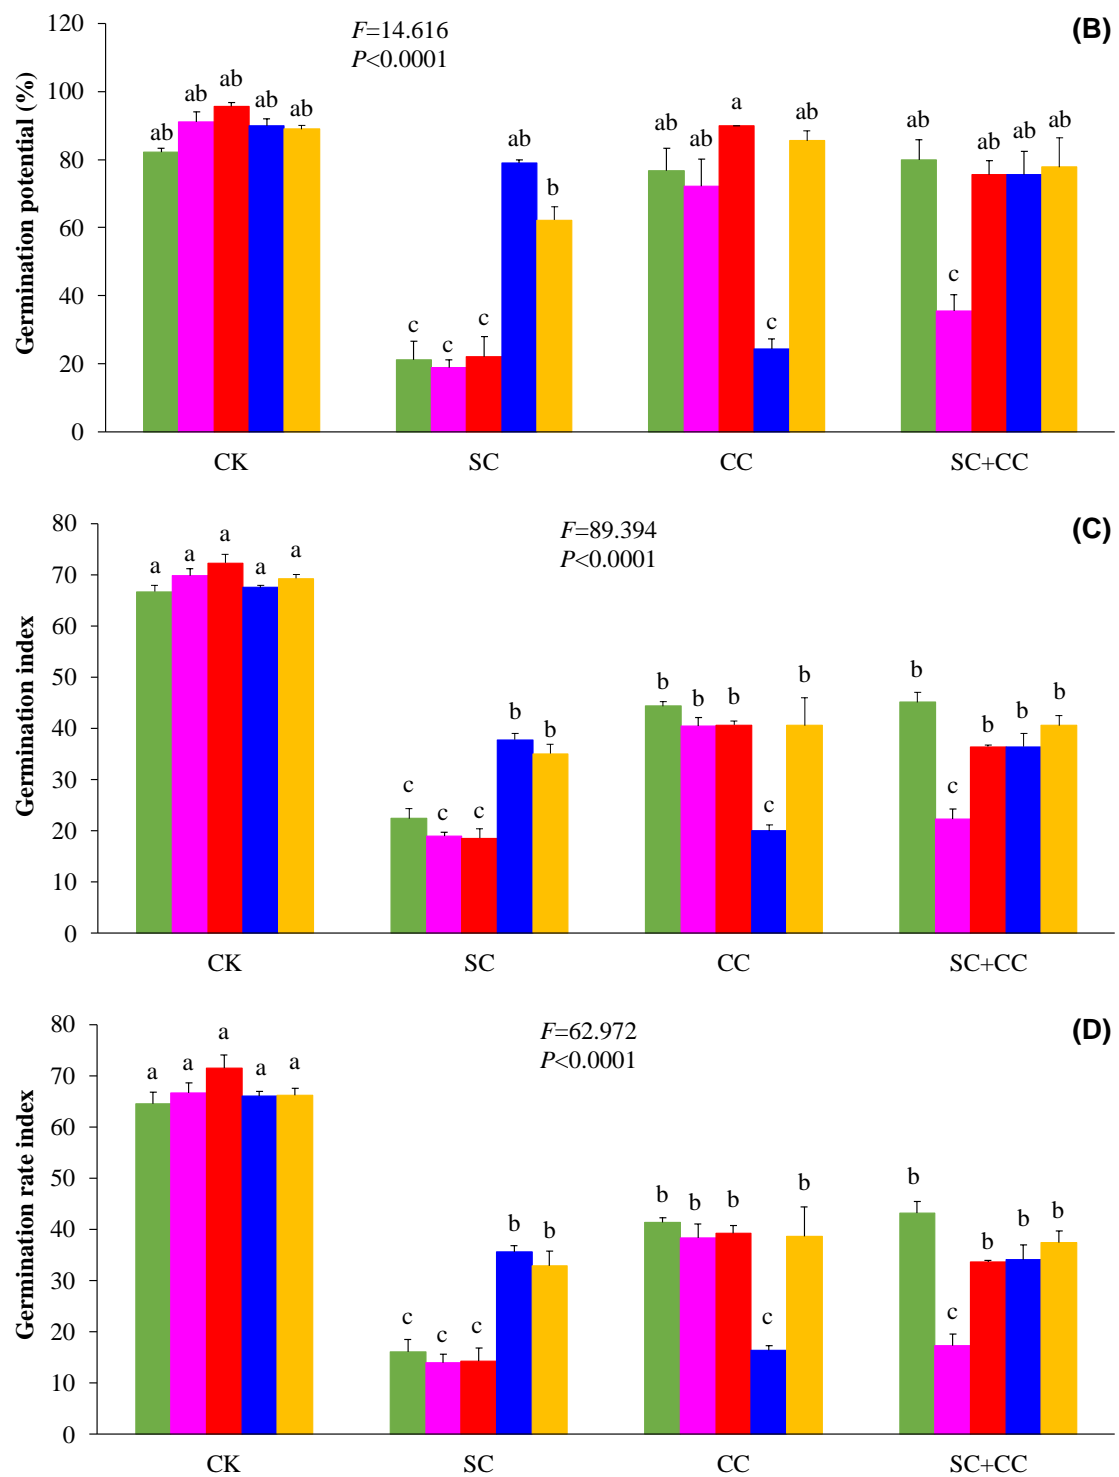 (B)
F=14.616
P<0.0001
Germination potential (%)
120
100
80
60
40
20
0
ab
ab
ab
ab
ab
c
c
c
ab
b
ab
ab
a
c
ab
ab
c
ab
ab
ab
CK
SC
CC
SC+CC
(C)
F=89.394
P<0.0001
Germination index
80
70
60
50
40
30
20
10
0
a
a
a
a
a
c
c
c
b
b
b
b
b
c
b
b
c
b
b
b
CK
SC
CC
SC+CC
(D)
F=62.972
P<0.0001
Germination rate index
80
70
60
50
40
30
20
10
0
a
a
a
a
a
c
c
c
b
b
b
b
b
c
b
b
c
b
b
b
CK
SC
CC
SC+CC